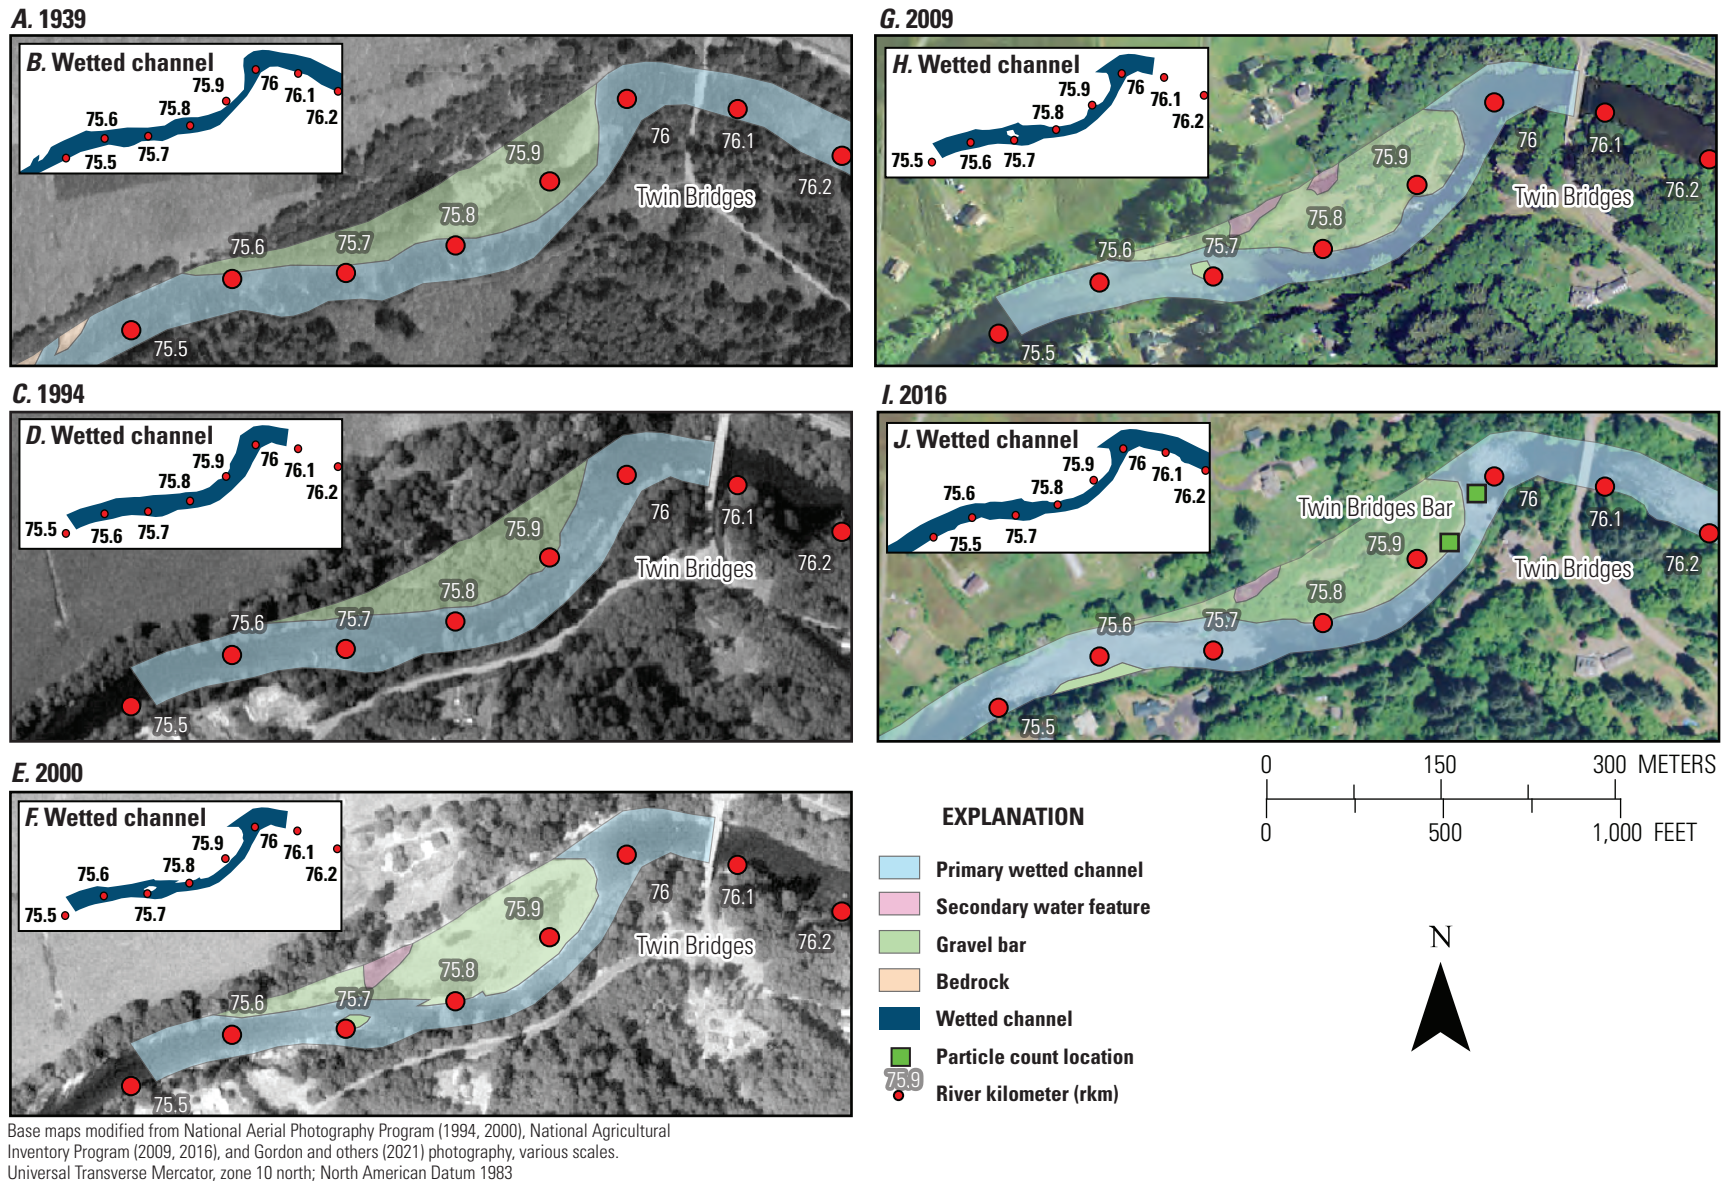 A. 1939
B. Wetted channel
75.5
75.6
75.7
75.8
75.9
76
76.1
76.2
75.5
75.6
75.7
75.8
75.9
76
76.1
76.2
Twin Bridges
C. 1994
D. Wetted channel
75.5
75.6
75.7
75.8
75.9
76
76.1
76.2
75.5
75.6
75.7
75.8
75.9
76
76.1
76.2
Twin Bridges
E. 2000
F. Wetted channel
75.5
75.6
75.7
75.8
75.9
76
76.1
76.2
75.5
75.6
75.7
75.8
75.9
76
76.1
76.2
Twin Bridges
Base maps modified from National Aerial Photography Program (1994, 2000), National Agricultural
Inventory Program (2009, 2016), and Gordon and others (2021) photography, various scales.
Universal Transverse Mercator, zone 10 north; North American Datum 1983
G. 2009
H. Wetted channel
75.5
75.6
75.7
75.8
75.9
76
76.1
76.2
75.5
75.6
75.7
75.8
75.9
76
76.1
76.2
Twin Bridges
I. 2016
J. Wetted channel
75.5
75.6
75.7
75.8
75.9
76
76.1
76.2
75.5
75.6
75.7
75.8
75.9
76
76.1
76.2
Twin Bridges Bar
Twin Bridges
0 150 300 METERS
0 500 1,000 FEET
EXPLANATION
Primary wetted channel
Secondary water feature
Gravel bar
Bedrock
Wetted channel
Particle count location
75.9
River kilometer (rkm)
N